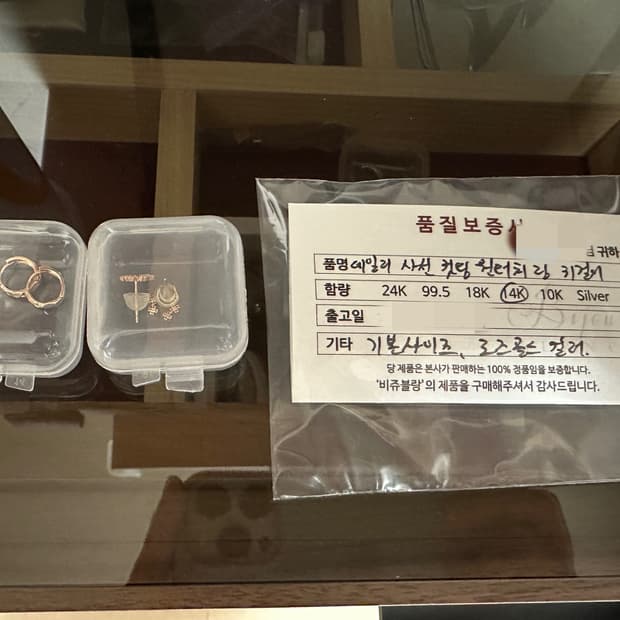 품질보증
귀하
품명 데일리 사선 컷팅 원터치 링 귀걸이
함량 24K 99.5 18K 14K 10K Silver
출고일
기타 기본사이즈, 로즈골드 컬러.
당 제품은 본사가 판매하는 100% 정품임을 보증합니다.
'비쥬블랑'의 제품을 구매해주셔서 감사드립니다.